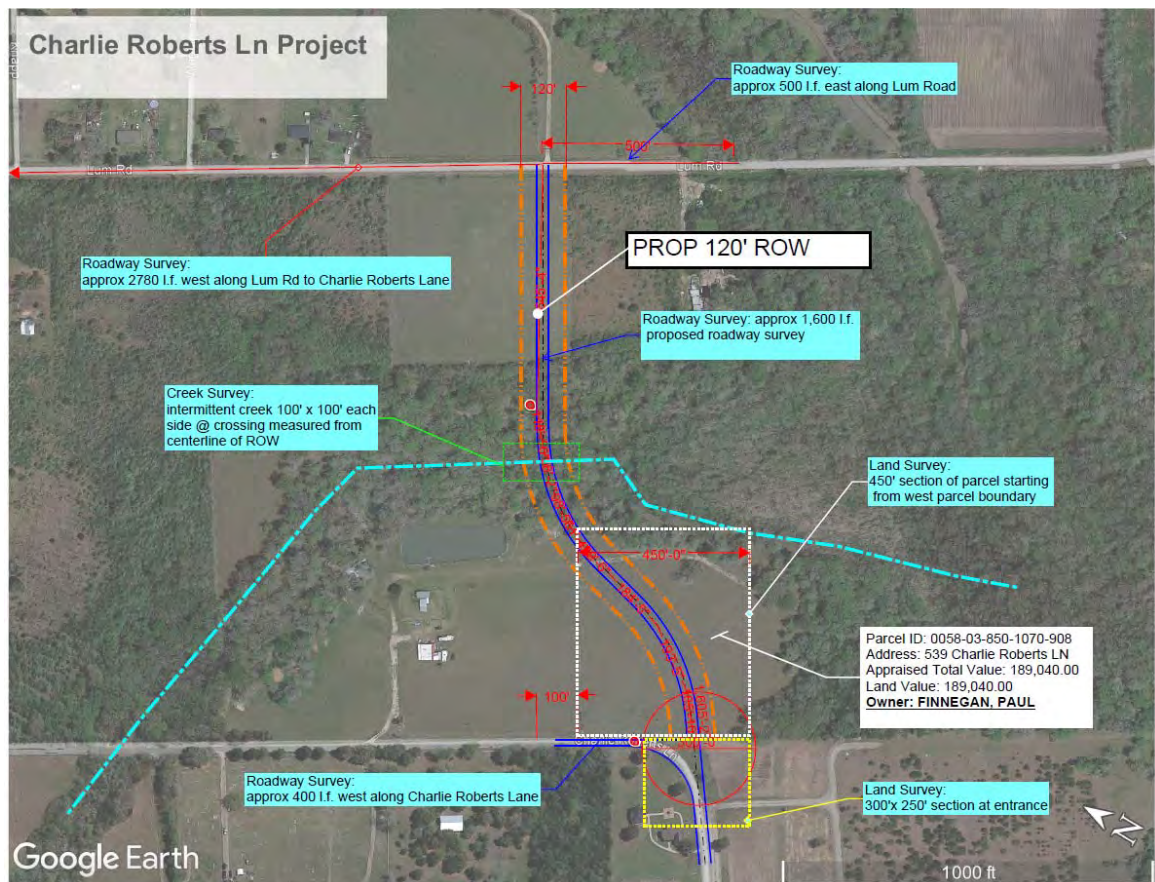 Charlie Roberts Ln Project
120'
Roadway Survey:
approx 500 l.f. east along Lum Road
500'
Lum Rd
Lum Rd
PROP 120' ROW
Roadway Survey:
approx 2780 l.f. west along Lum Rd to Charlie Roberts Lane
Roadway Survey: approx 1,600 l.f.
proposed roadway survey
Creek Survey:
intermittent creek 100' x 100' each
side @ crossing measured from
centerline of ROW
Land Survey:
450' section of parcel starting
from west parcel boundary
450'-0"
Parcel ID: 0058-03-850-1070-908
Address: 539 Charlie Roberts LN
Appraised Total Value: 189,040.00
Land Value: 189,040.00
Owner: FINNEGAN, PAUL
100'
Roadway Survey:
approx 400 l.f. west along Charlie Roberts Lane
Land Survey:
300'x 250' section at entrance
Google Earth
N
1000 ft